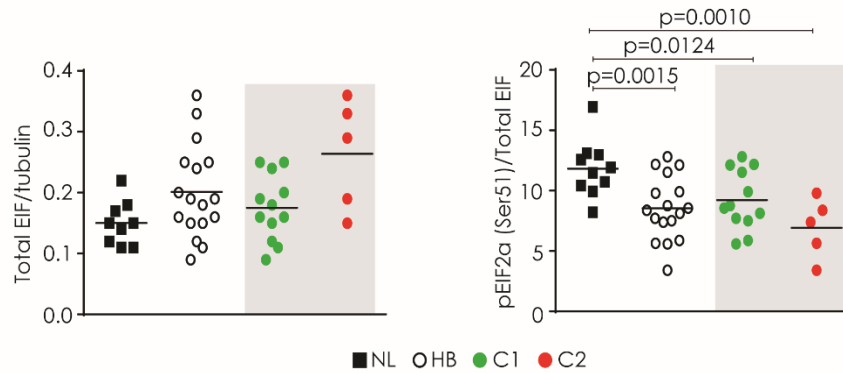 Total EIF/tubulin
0.4
0.3
0.2
0.1
0.0
p=0.0010
p=0.0124
p=0.0015
pEIF2a (Ser51)/Total EIF
20
15
10
5
0
NL HB C1 C2